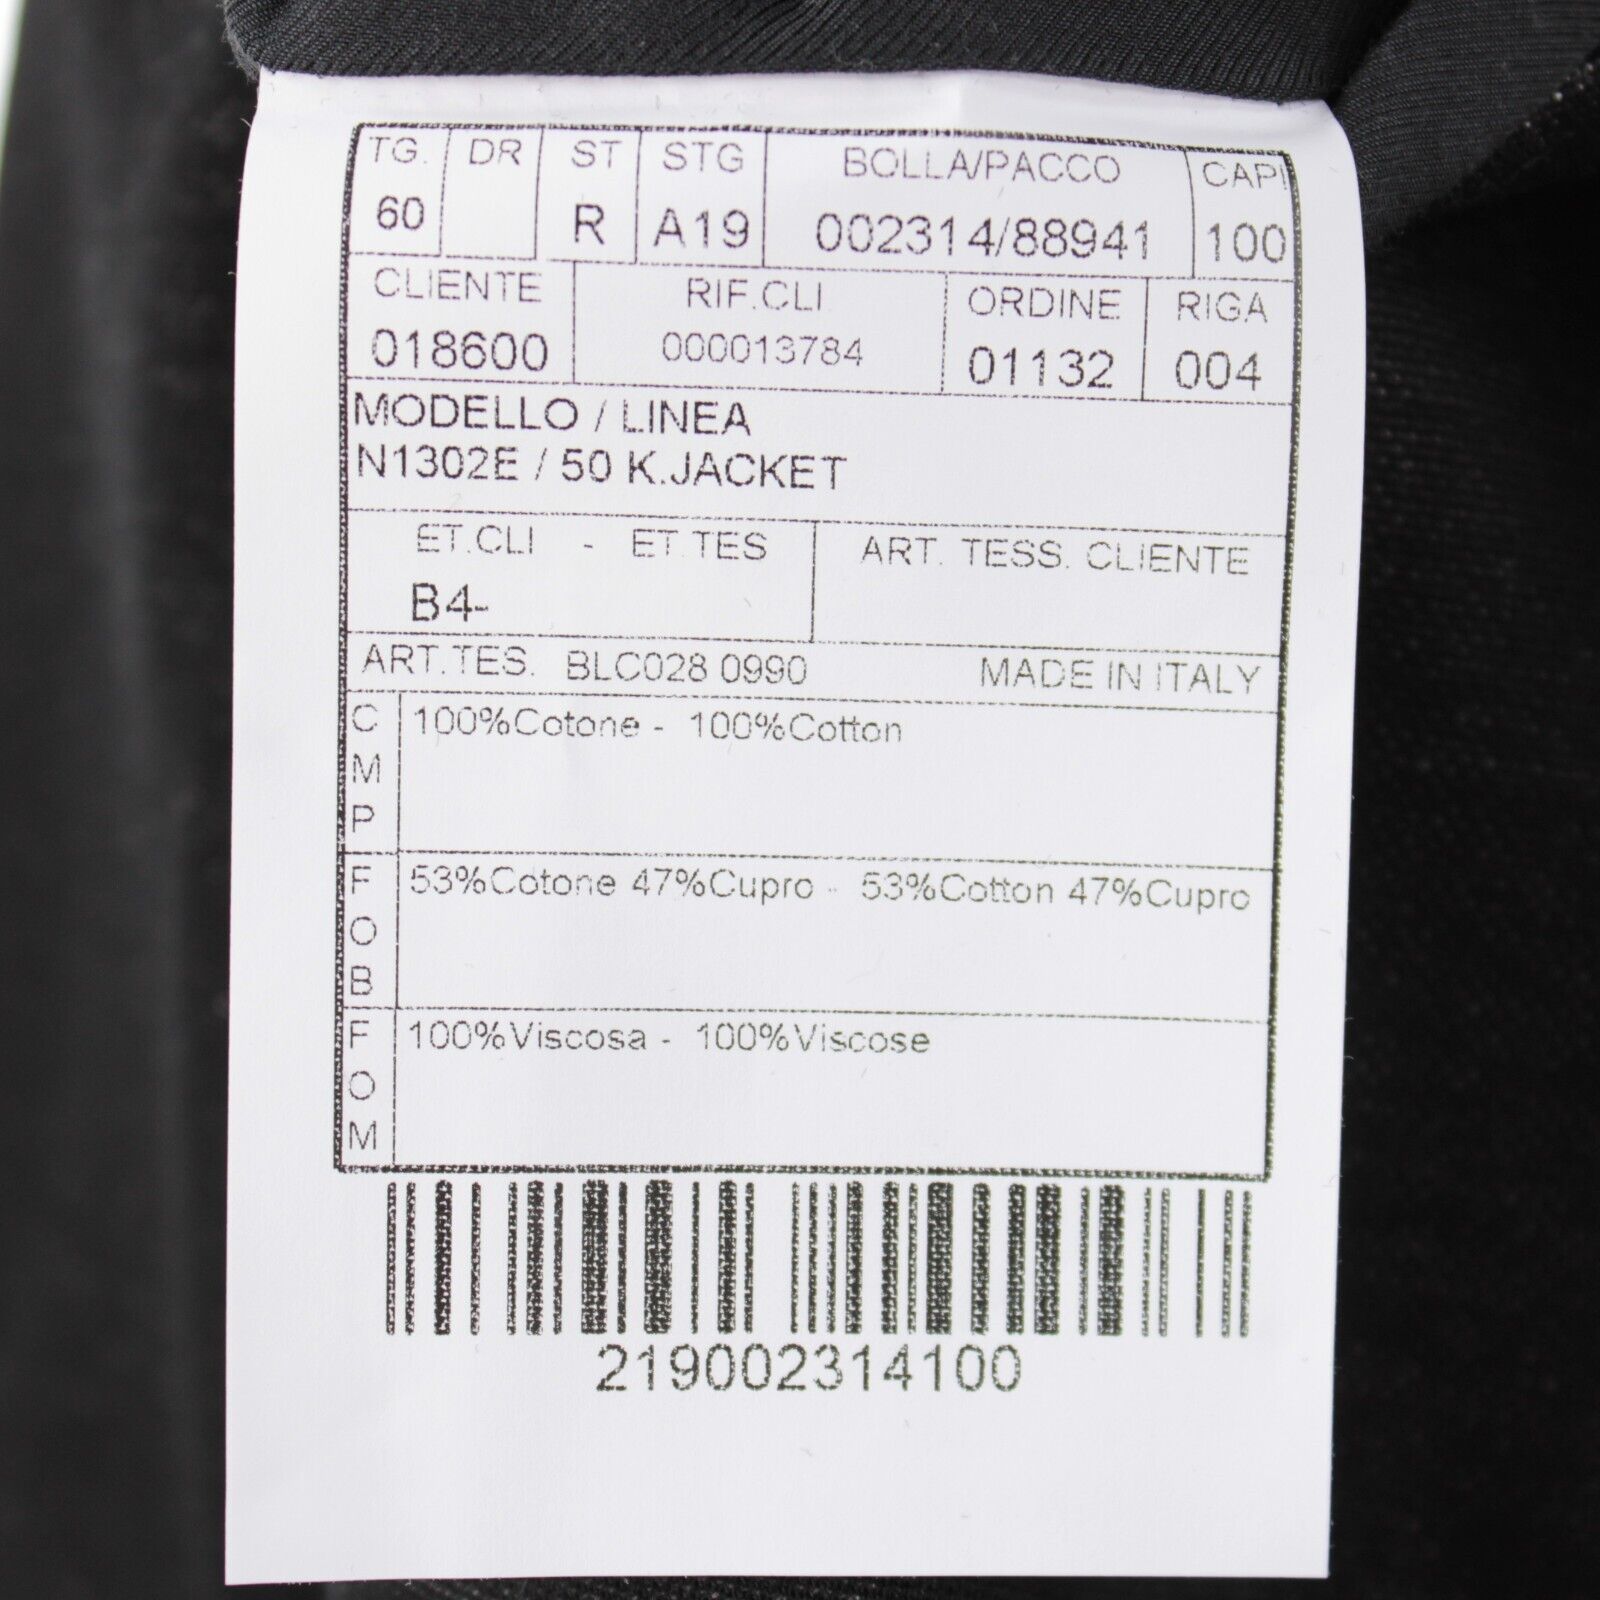 TG. DR ST STG BOLLA/PACCO CAPI
60 R A19 002314/88941 100
CLIENTE RIF.CLI. ORDINE RIGA
018600 000013784 01132 004
MODELLO / LINEA
N1302E / 50 K.JACKET
ET.CLI - ET.TES ART. TESS. CLIENTE
B4-
ART.TES. BLC028 0990 MADE IN ITALY
CMP 100%Cotone - 100%Cotton
FOB 53%Cotone 47%Cupro - 53%Cotton 47%Cupro
FOM 100%Viscosa - 100%Viscose
219002314100